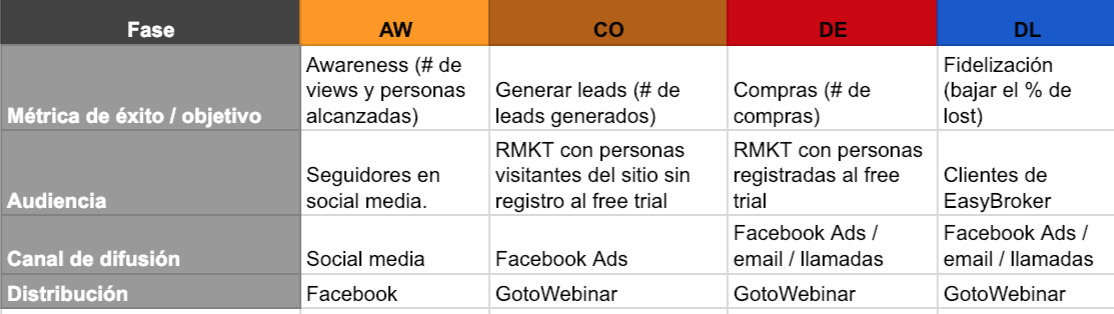 Fase AW CO DE DL
Métrica de éxito / objetivo
Awareness (# de
views y personas
alcanzadas)
Generar leads (# de
leads generados)
Compras (# de
compras)
Fidelización
(bajar el % de
lost)
Audiencia
Seguidores en
social media.
RMKT con personas
visitantes del sitio sin
registro al free trial
RMKT con personas
registradas al free
trial
Clientes de
EasyBroker
Canal de difusión
Social media
Facebook Ads
Facebook Ads /
email / llamadas
Facebook Ads /
email / llamadas
Distribución Facebook GotoWebinar GotoWebinar GotoWebinar